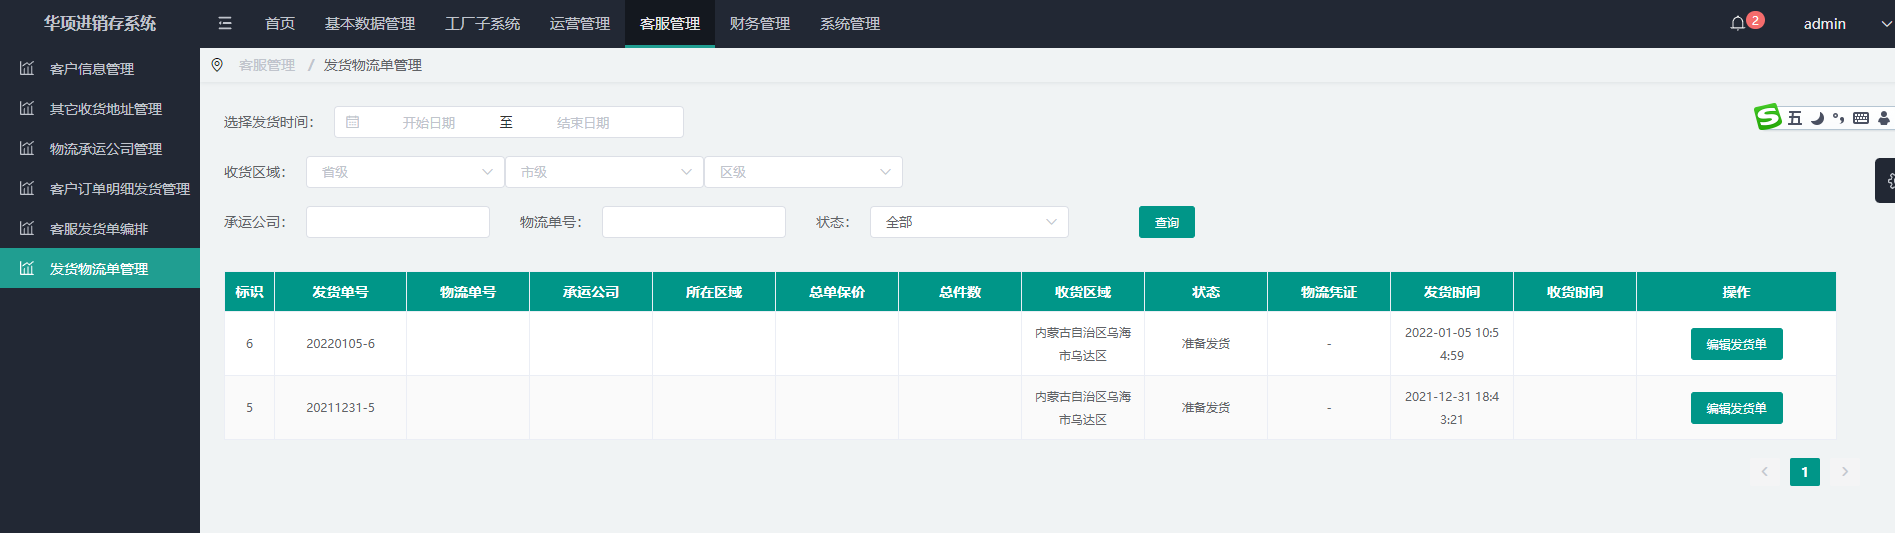 华项进销存系统
首页 基本数据管理 工厂子系统 运营管理 客服管理 财务管理 系统管理 2 admin
客户信息管理
其它收货地址管理
物流承运公司管理
客户订单明细发货管理
客服发货单编排
发货物流单管理
客服管理 / 发货物流单管理
选择发货时间: 开始日期 至 结束日期
五
收货区域: 省级 市级 区级
承运公司: 物流单号: 状态: 全部 查询
标识 发货单号 物流单号 承运公司 所在区域 总单保价 总件数 收货区域 状态 物流凭证 发货时间 收货时间 操作
6 20220105-6 内蒙古自治区乌海 准备发货 - 2022-01-05 10:5 编辑发货单
市乌达区 4:59
5 20211231-5 内蒙古自治区乌海 准备发货 - 2021-12-31 18:4 编辑发货单
市乌达区 3:21
1